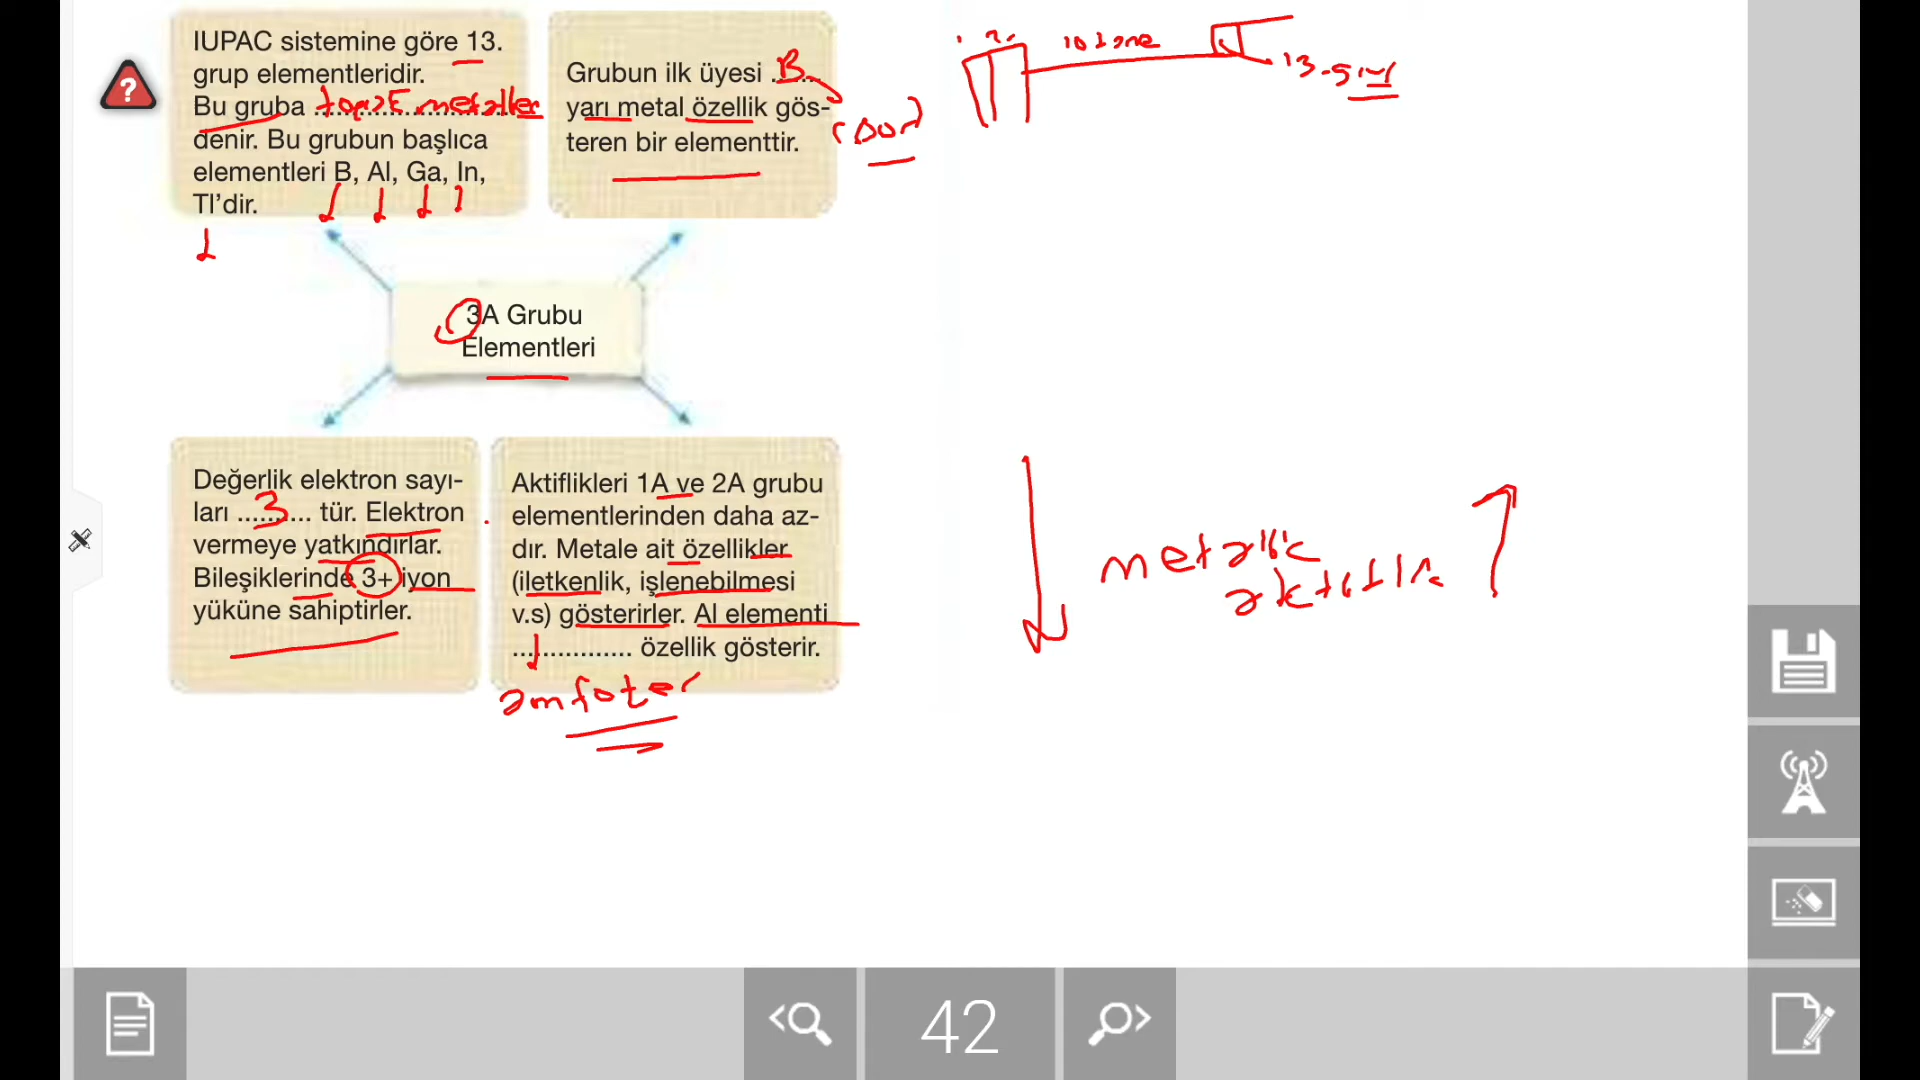 IUPAC sistemine göre 13.
grup elementleridir.
Bu gruba toprak metaller
denir. Bu grubun başlıca
elementleri B, Al, Ga, In,
Tl’dir.
Grubun ilk üyesi ..B...
yarı metal özellik gös-
teren bir elementtir.
(Bor)
1. 2. 10 tane
13.
3A Grubu
Elementleri
Değerlik elektron sayı-
ları ....3.... tür. Elektron
vermeye yatkındırlar.
Bileşiklerinde 3+ iyon
yüküne sahiptirler.
Aktiflikleri 1A ve 2A grubu
elementlerinden daha az-
dır. Metale ait özellikler
(iletkenlik, işlenebilmesi
v.s) gösterirler. Al elementi
................ özellik gösterir.
amfoter
metalik
aktiflik
42